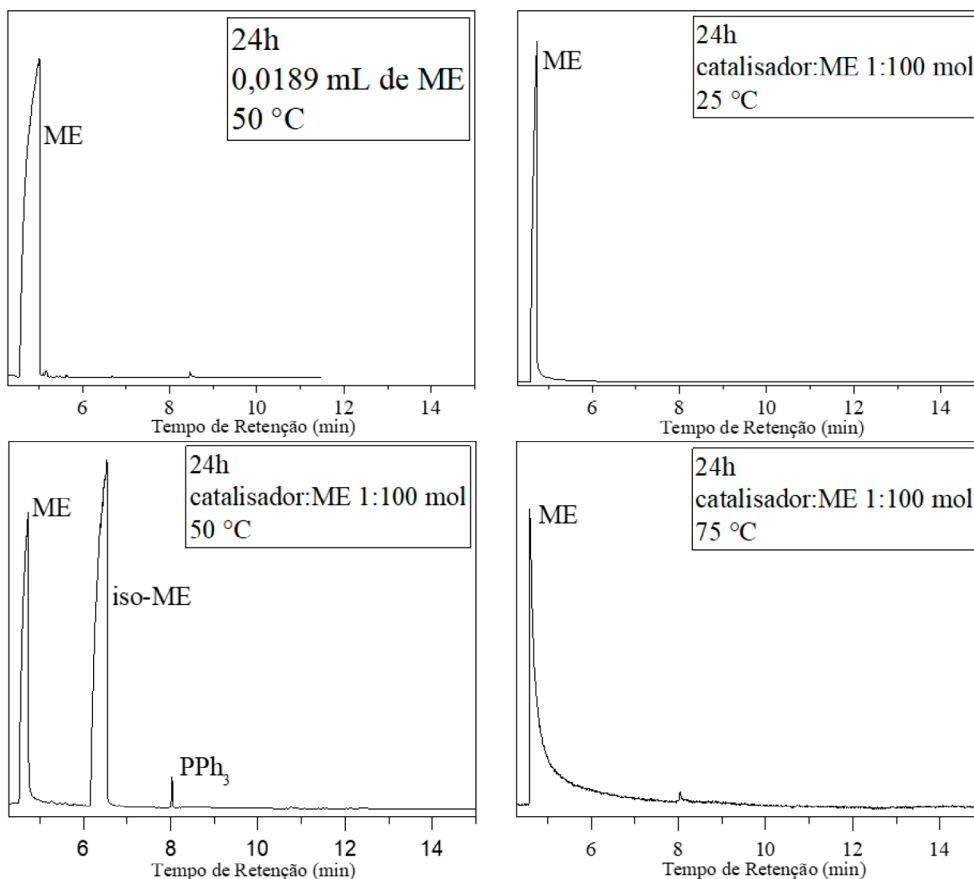 24h
0,0189 mL de ME
50 °C
ME
6 8 10 12 14
Tempo de Retenção (min)
24h
catalisador:ME 1:100 mol
25 °C
ME
6 8 10 12 14
Tempo de Retenção (min)
24h
catalisador:ME 1:100 mol
50 °C
ME
iso-ME
PPh₃
6 8 10 12 14
Tempo de Retenção (min)
24h
catalisador:ME 1:100 mol
75 °C
ME
6 8 10 12 14
Tempo de Retenção (min)